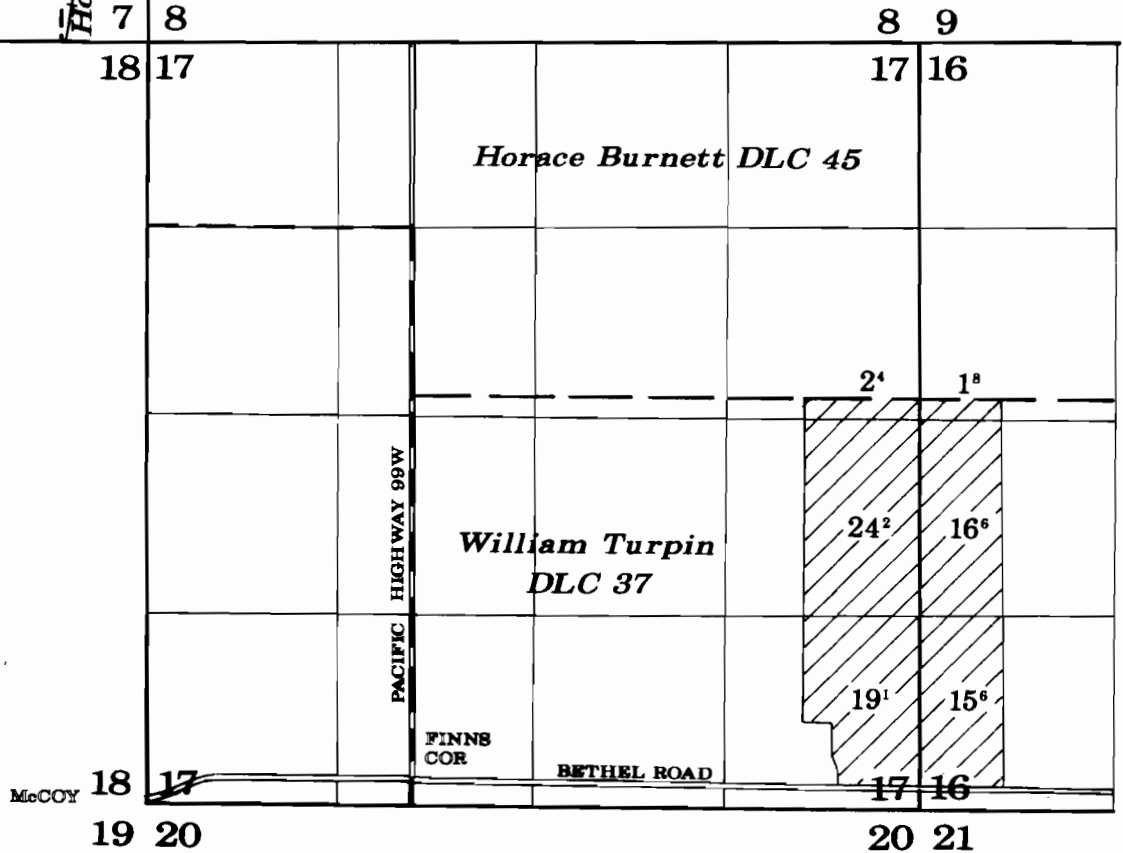 7 8
8 9
18 17
17 16
Horace Burnett DLC 45
2⁴ 1⁸
PACIFIC HIGHWAY 99W
24² 16⁶
William Turpin
DLC 37
19¹ 15⁶
FINNS
COR
BETHEL ROAD
McCOY 18 17
17 16
19 20
20 21